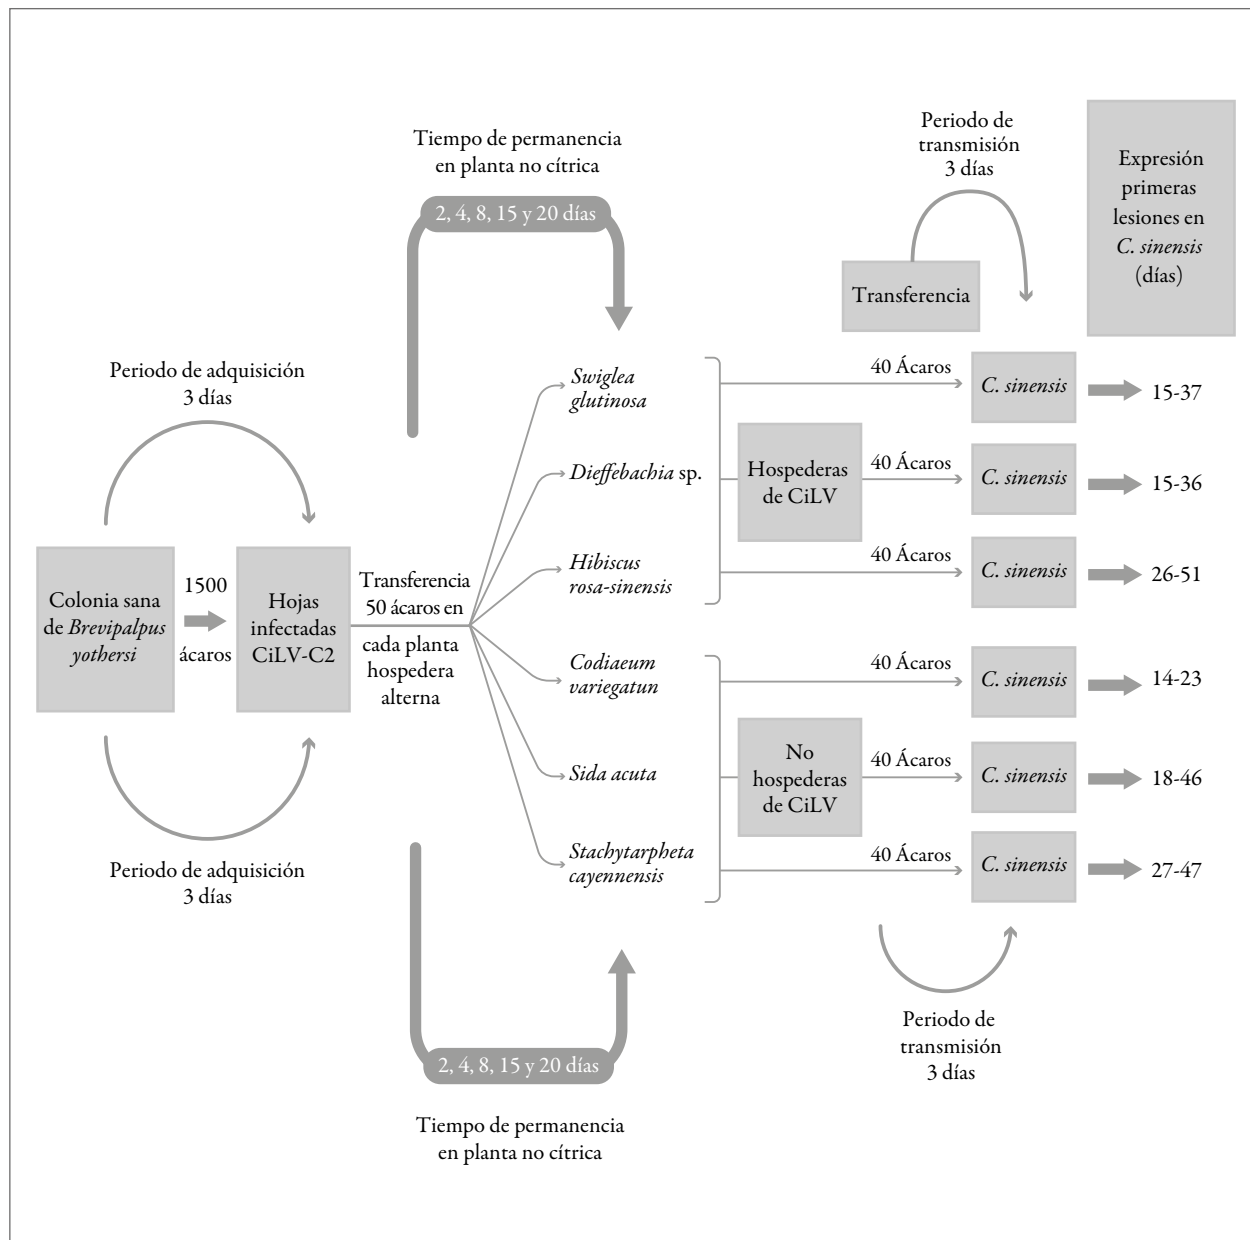 Tiempo de permanencia
en planta no cítrica
2, 4, 8, 15 y 20 días
Periodo de
transmisión
3 días
Transferencia
Expresión
primeras
lesiones en
C. sinensis
(días)
Periodo de adquisición
3 días
Colonia sana
de Brevipalpus
yothersi
1500
ácaros
Hojas
infectadas
CiLV-C2
Transferencia
50 ácaros en
cada planta
hospedera
alterna
Periodo de adquisición
3 días
Swiglea
glutinosa
Dieffebachia sp.
Hibiscus
rosa-sinensis
Codiaeum
variegatun
Sida acuta
Stachytarpheta
cayennensis
Hospederas
de CiLV
No
hospederas
de CiLV
40 Ácaros
C. sinensis
15-37
40 Ácaros
C. sinensis
15-36
40 Ácaros
C. sinensis
26-51
40 Ácaros
C. sinensis
14-23
40 Ácaros
C. sinensis
18-46
40 Ácaros
C. sinensis
27-47
Periodo de
transmisión
3 días
2, 4, 8, 15 y 20 días
Tiempo de permanencia
en planta no cítrica